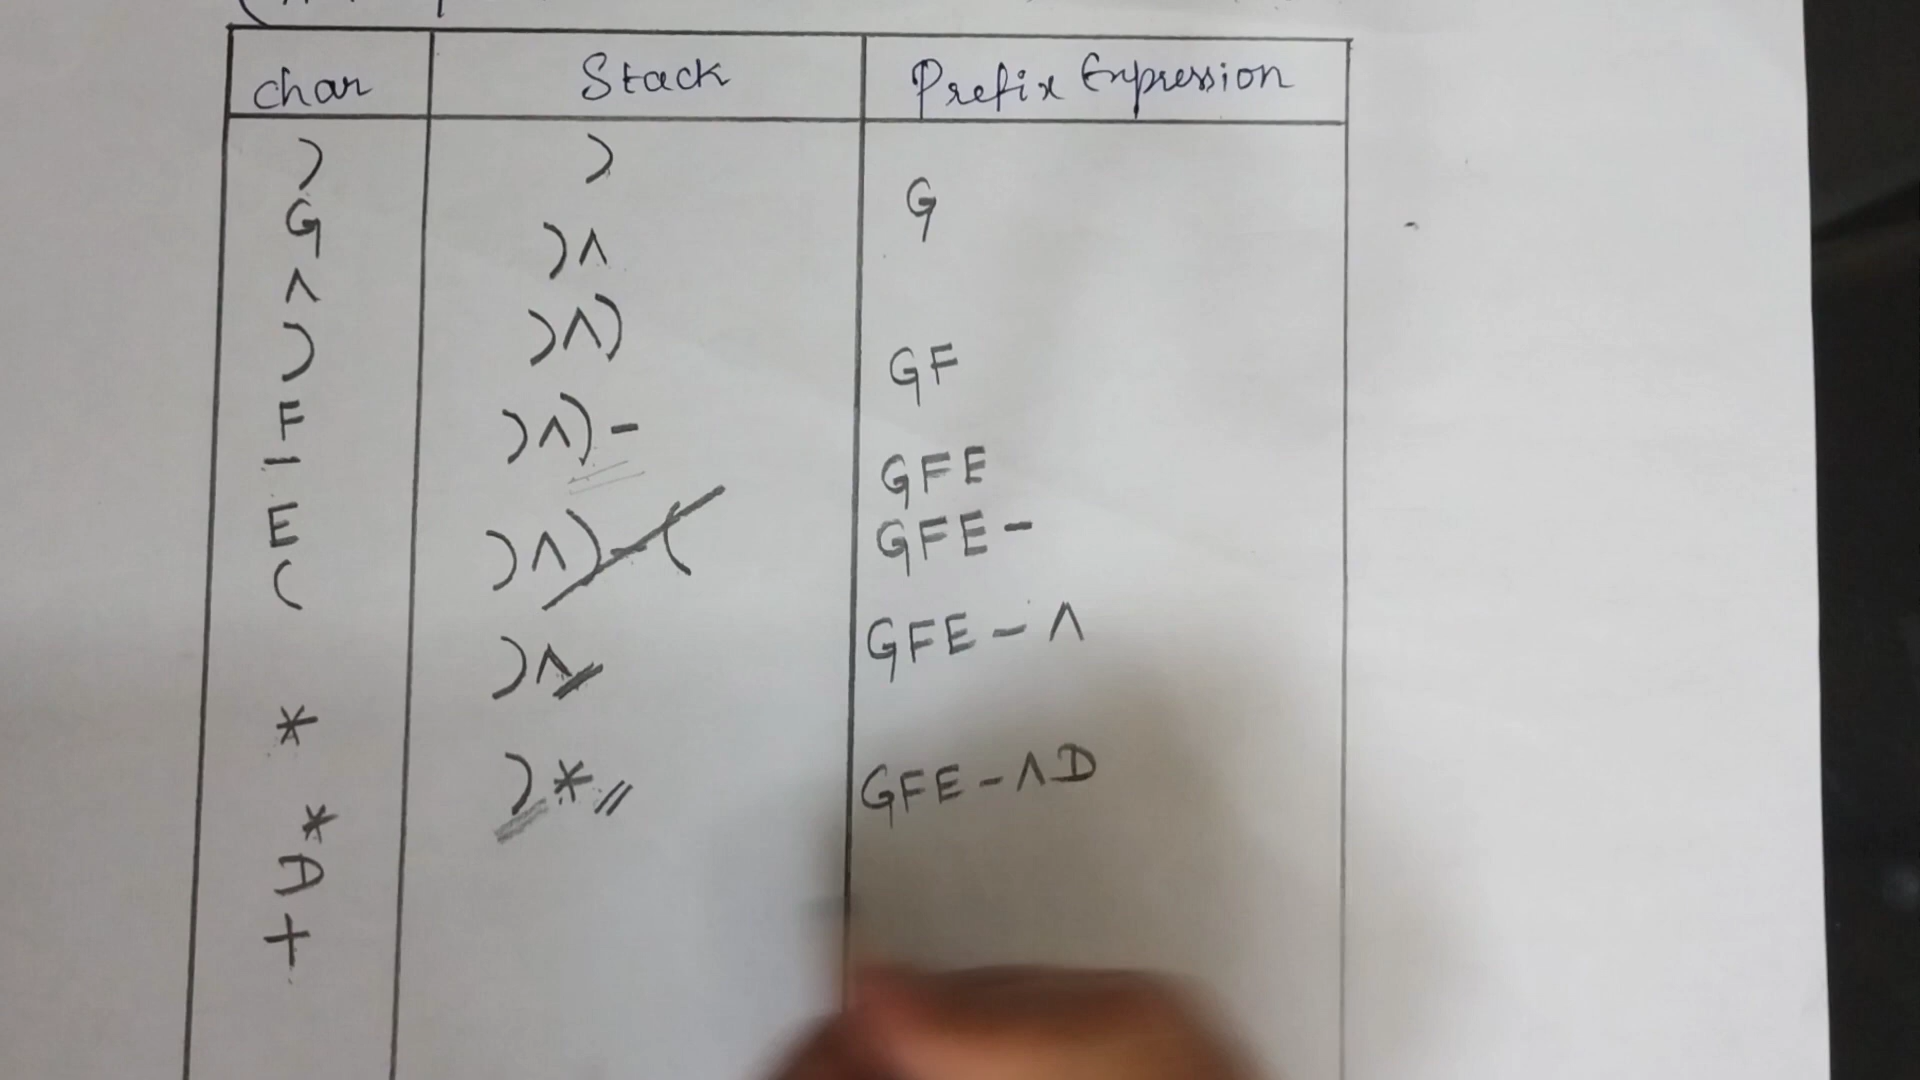 char Stack Prefix Expression
) )
G G
) ^
^
) ) ^ )
GF
F ) ^ ) -
-
GFE
E ) ^ ) - ( GFE -
(
) ^ GFE - ^
*
) * GFE - ^ D
*
D
+